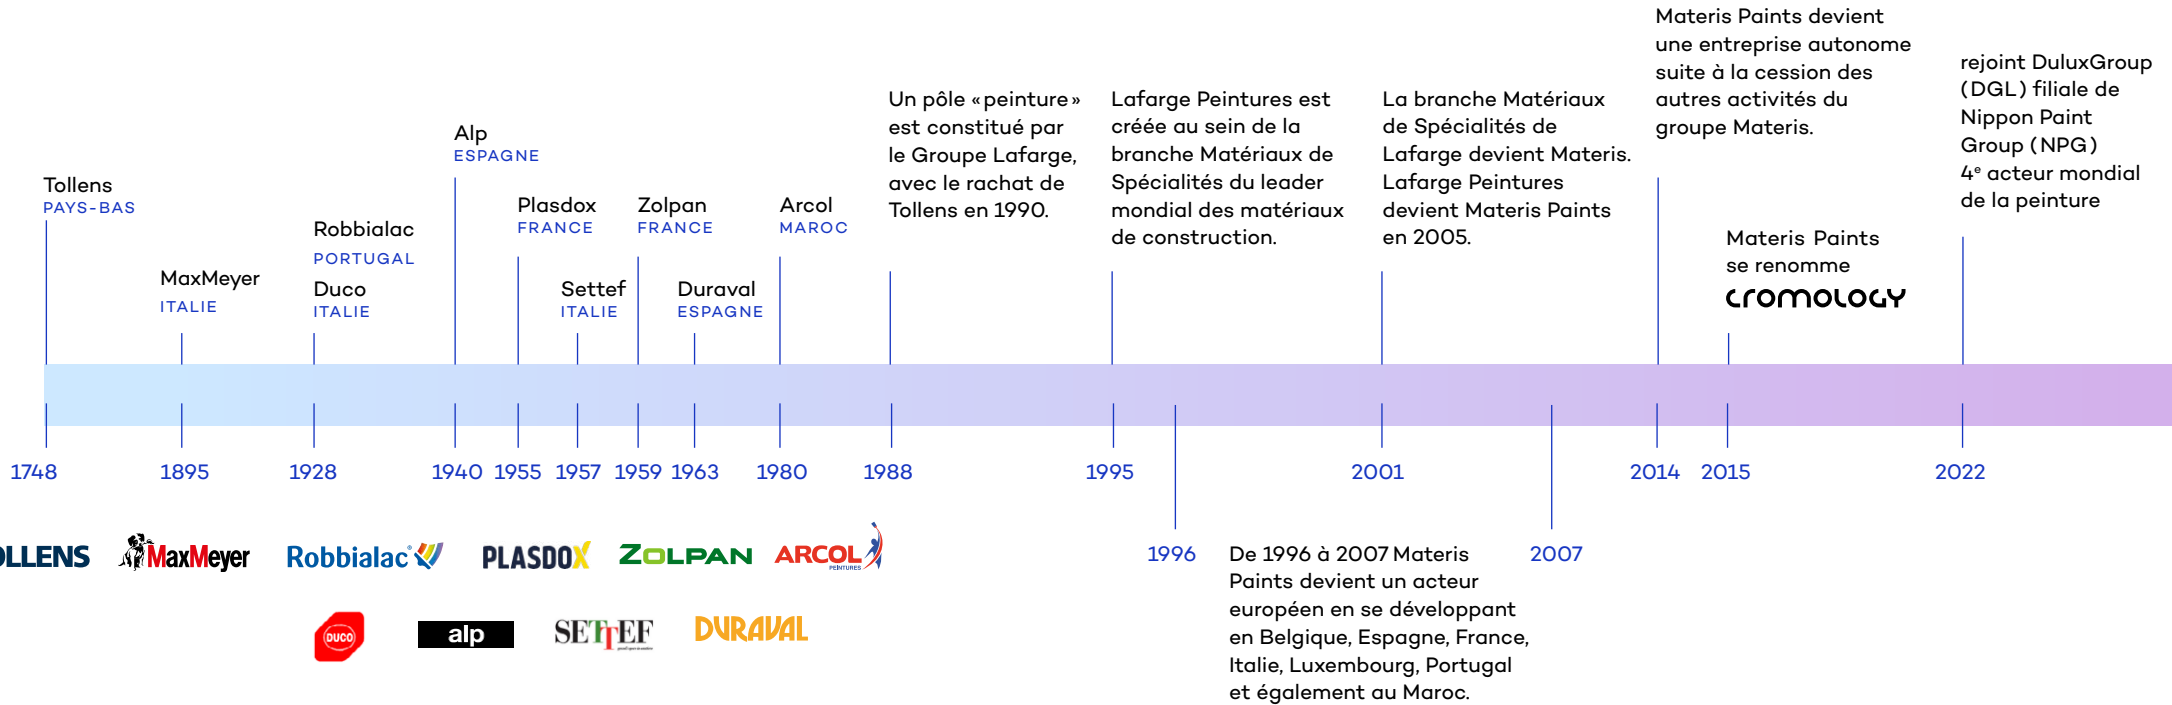 Tollens
PAYS-BAS
MaxMeyer
ITALIE
Robbialac
PORTUGAL
Duco
ITALIE
Alp
ESPAGNE
Plasdox
FRANCE
Settef
ITALIE
Zolpan
FRANCE
Duraval
ESPAGNE
Arcol
MAROC
Un pôle «peinture»
est constitué par
le Groupe Lafarge,
avec le rachat de
Tollens en 1990.
Lafarge Peintures est
créée au sein de la
branche Matériaux de
Spécialités du leader
mondial des matériaux
de construction.
La branche Matériaux
de Spécialités de
Lafarge devient Materis.
Lafarge Peintures
devient Materis Paints
en 2005.
Materis Paints devient
une entreprise autonome
suite à la cession des
autres activités du
groupe Materis.
Materis Paints
se renomme
cromology
rejoint DuluxGroup
(DGL) filiale de
Nippon Paint
Group (NPG)
4e acteur mondial
de la peinture
1748
1895
1928
1940
1955
1957
1959
1963
1980
1988
1995
2001
2014
2015
2022
OLLENS
MaxMeyer
Robbialac
PLASDOX
ZOLPAN
ARCOL
PEINTURES
DUCO
alp
SETTEF
DURAVAL
1996
De 1996 à 2007 Materis
Paints devient un acteur
européen en se développant
en Belgique, Espagne, France,
Italie, Luxembourg, Portugal
et également au Maroc.
2007